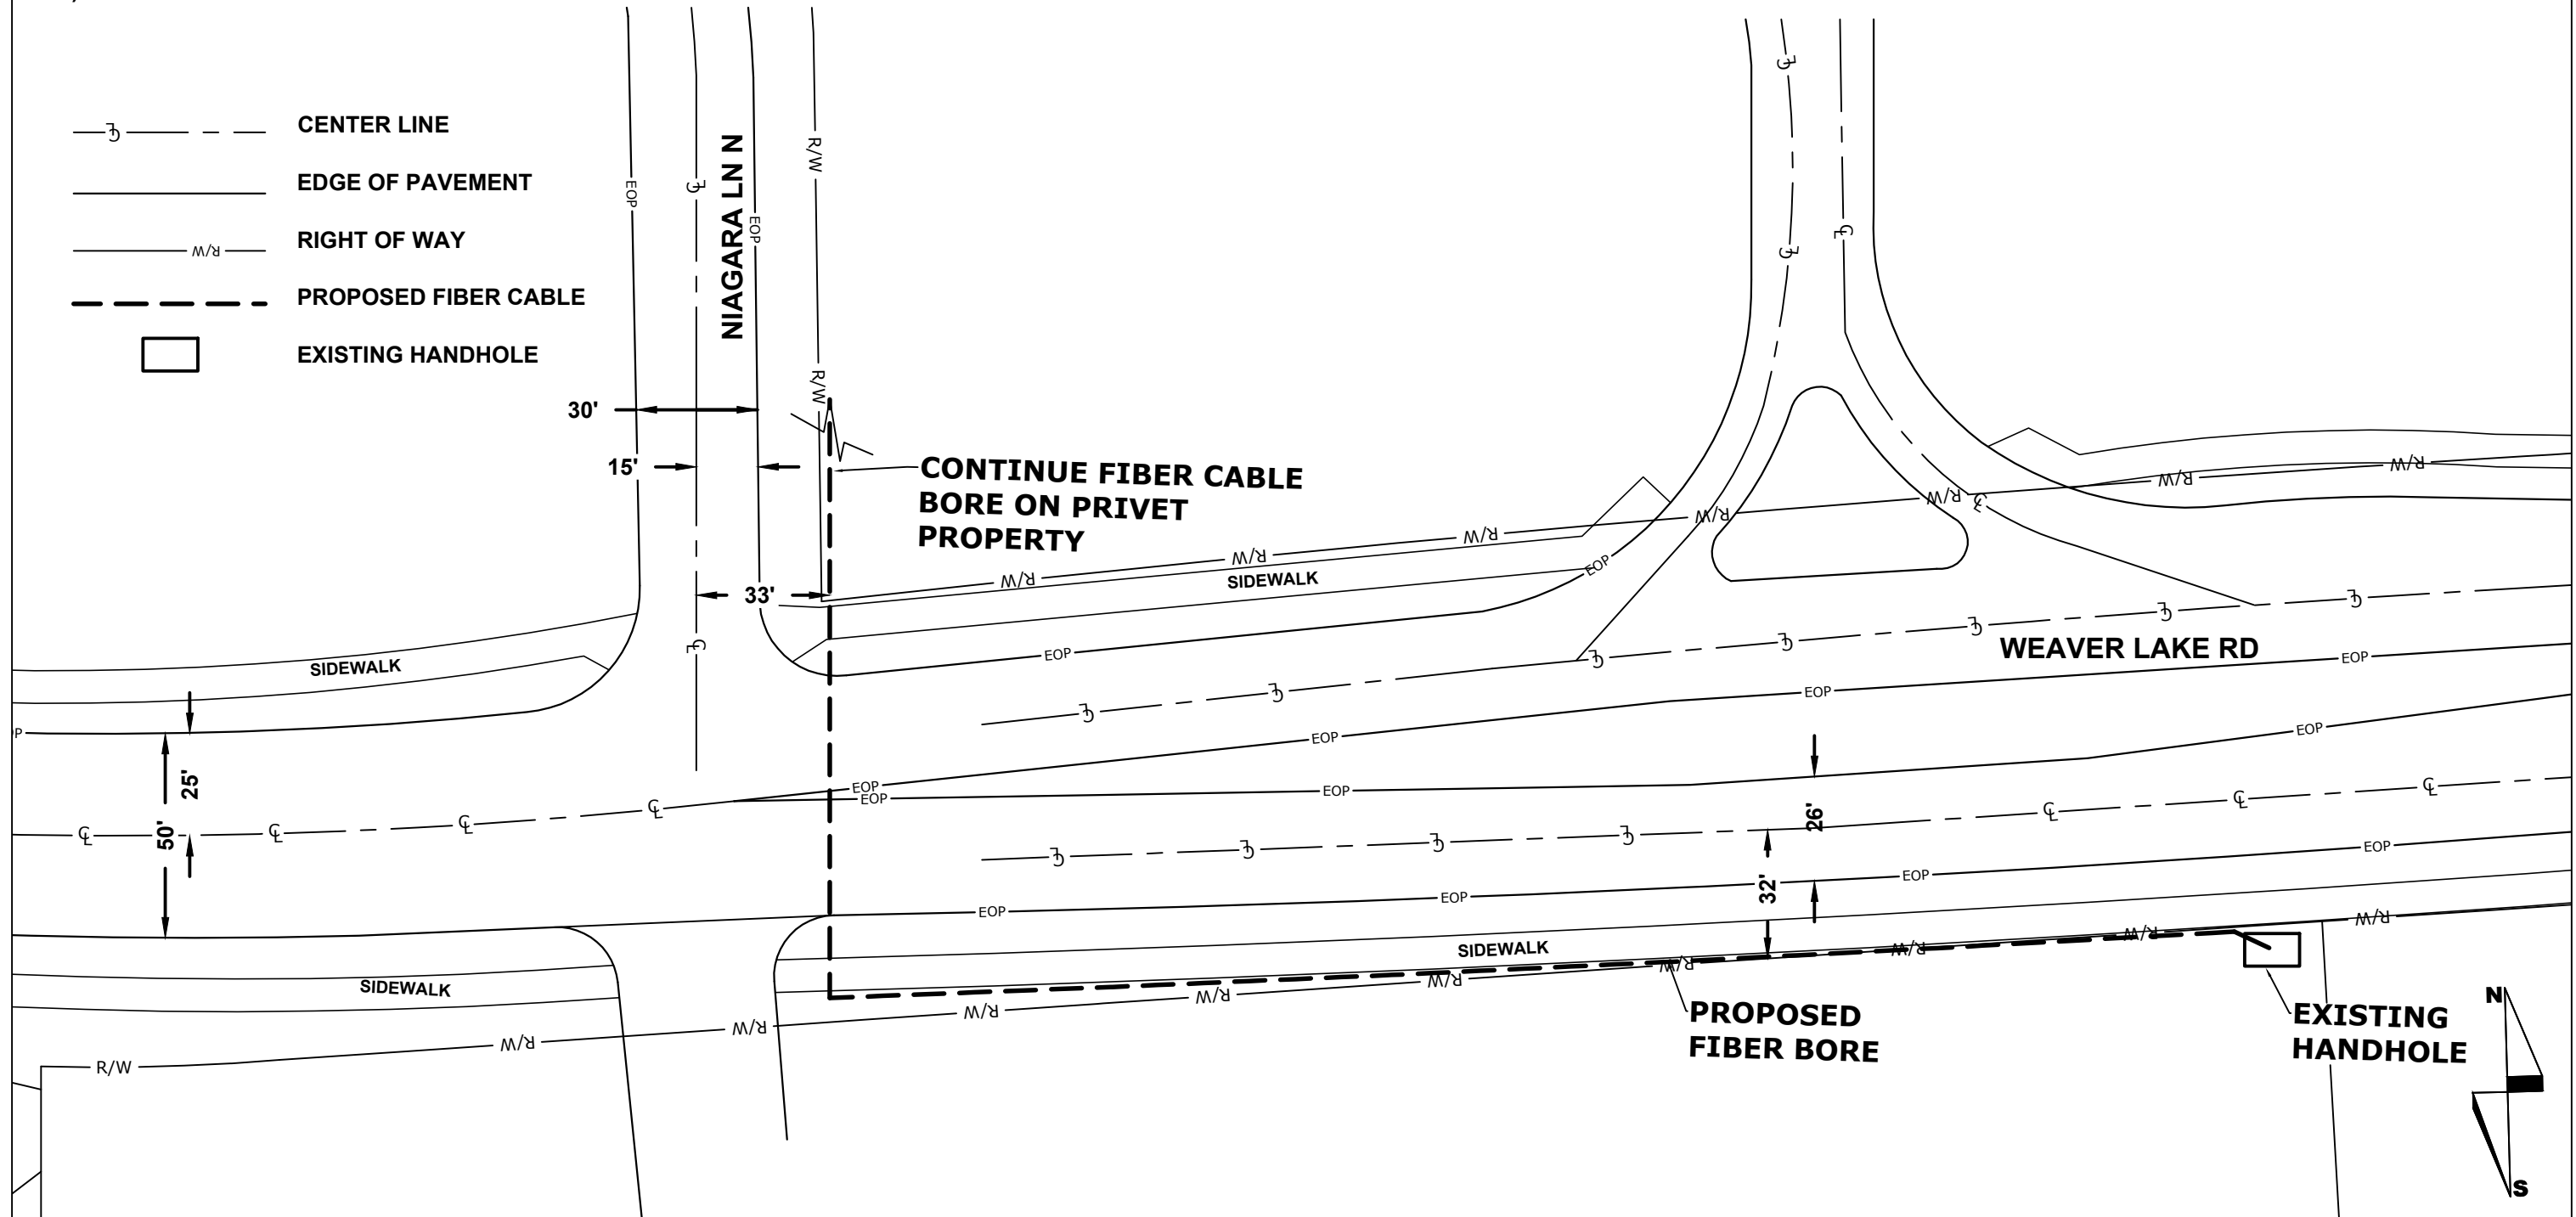 CENTER LINE
EDGE OF PAVEMENT
R/W RIGHT OF WAY
PROPOSED FIBER CABLE
EXISTING HANDHOLE
NIAGARA LN N
EOP
EOP
R/W
R/W
30'
15'
33'
CONTINUE FIBER CABLE
BORE ON PRIVET
PROPERTY
R/W
R/W
R/W
R/W
R/W
R/W
R/W
SIDEWALK
EOP
EOP
SIDEWALK
WEAVER LAKE RD
EOP
EOP
EOP
EOP
P
25'
50'
EOP
EOP
EOP
26'
32'
EOP
EOP
EOP
EOP
SIDEWALK
SIDEWALK
R/W
R/W
R/W
R/W
R/W
R/W
R/W
R/W
R/W
R/W
PROPOSED
FIBER BORE
EXISTING
HANDHOLE
N
S